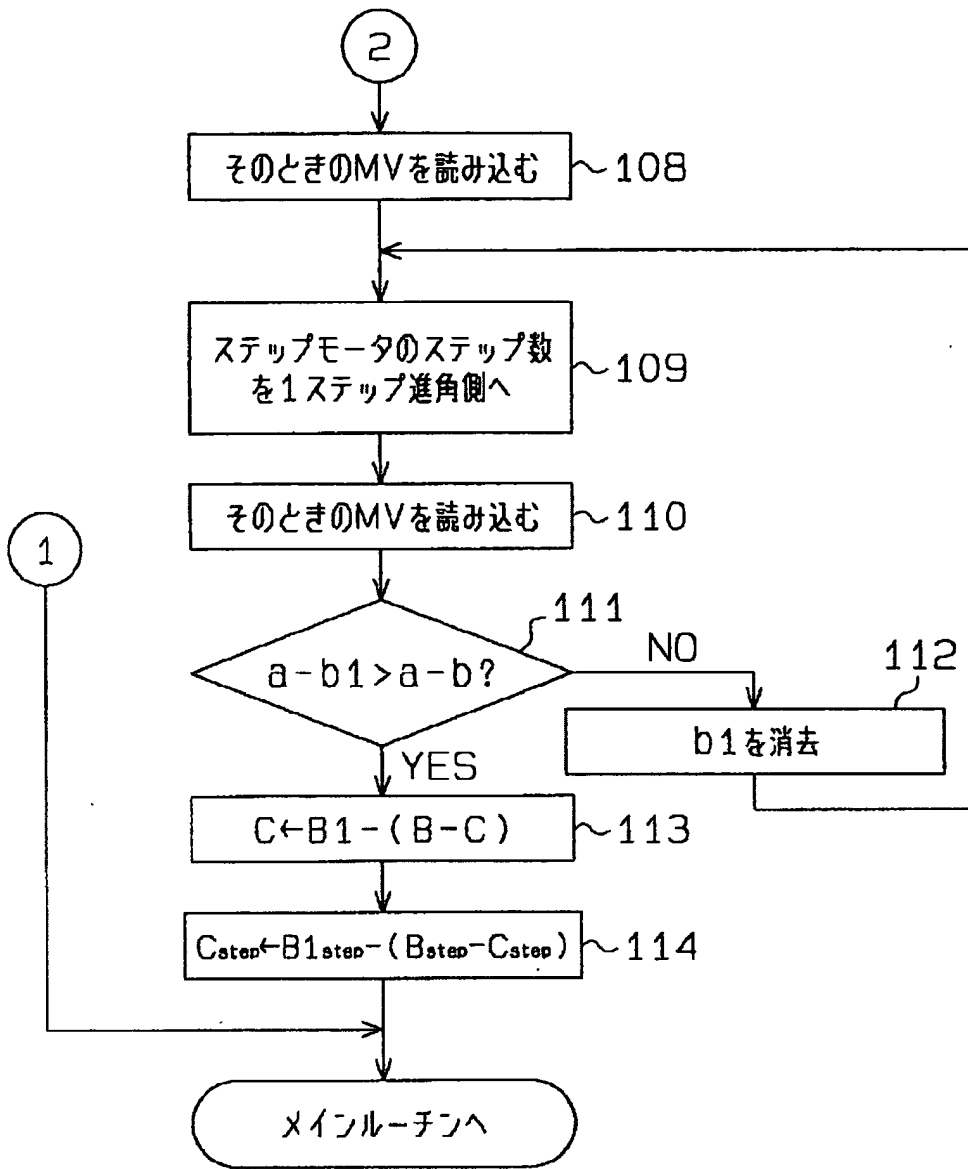 2
そのときのMVを読み込む
108
ステップモータのステップ数
を1ステップ進角側へ
109
そのときのMVを読み込む
110
1
111
a-b1>a-b?
NO
112
b1を消去
YES
C←B1-(B-C)
113
Cstep←B1step-(Bstep-Cstep)
114
メインルーチンへ